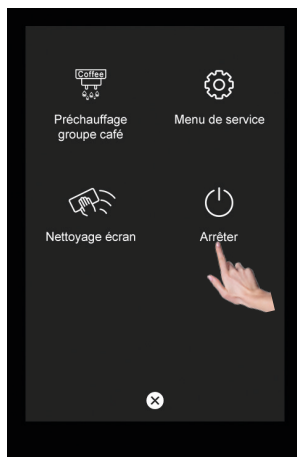 Coffee
Préchauffage
groupe café
Menu de service
Nettoyage écran
Arrêter